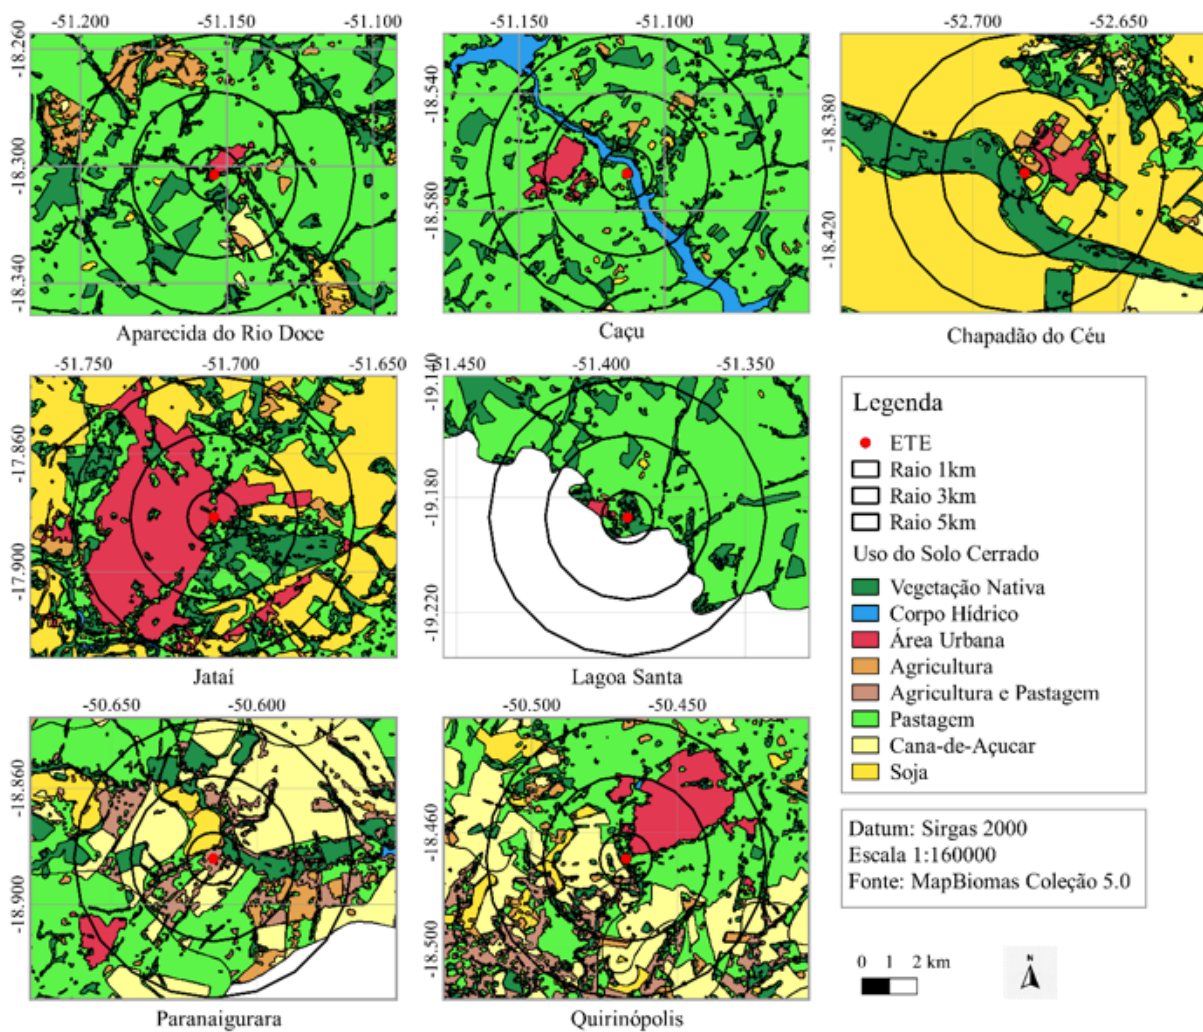 -51.200 -51.150 -51.100
-51.150 -51.100
-52.700 -52.650
-18.260
-18.300
-18.340
-18.540
-18.580
-18.380
-18.420
Aparecida do Rio Doce
Caçu
Chapadão do Céu
-51.750 -51.700 -51.650
-51.450 -51.400 -51.350
-17.860
-17.900
-19.140
-19.180
-19.220
Jataí
Lagoa Santa
Legenda
ETE
Raio 1km
Raio 3km
Raio 5km
Uso do Solo Cerrado
Vegetação Nativa
Corpo Hídrico
Área Urbana
Agricultura
Agricultura e Pastagem
Pastagem
Cana-de-Açucar
Soja
-50.650 -50.600
-50.500 -50.450
-18.860
-18.900
-18.460
-18.500
Paranaigurara
Quirinópolis
Datum: Sirgas 2000
Escala 1:160000
Fonte: MapBiomas Coleção 5.0
0 1 2 km
N